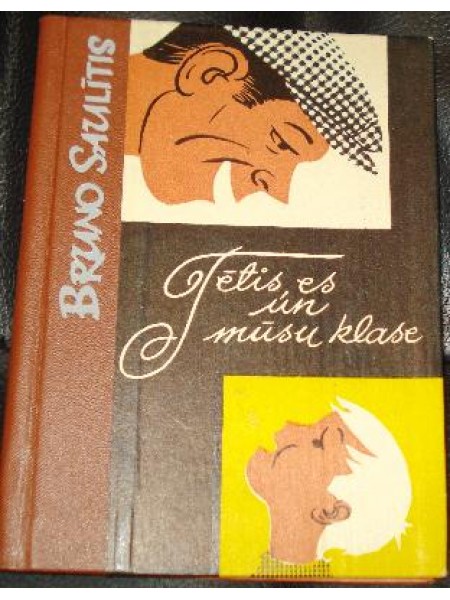 BRUNO SAULĪTIS
Tētis es
un
mūsu klase